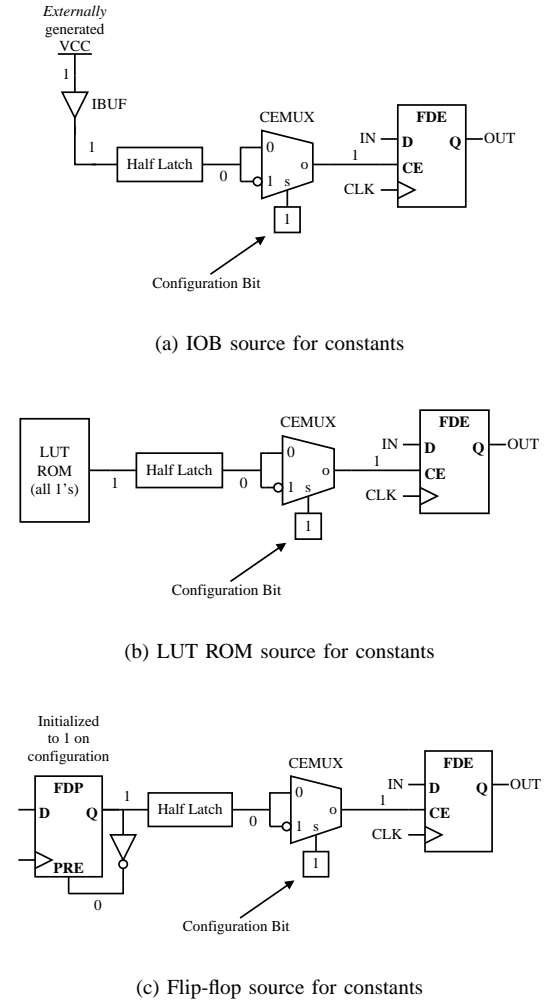 Externally
generated
VCC
1
IBUF
1
Half Latch
0
CEMUX
0
1
s
o
1
1
Configuration Bit
IN
CLK
FDE
D
Q
CE
OUT
(a) IOB source for constants
LUT
ROM
(all 1's)
1
Half Latch
0
CEMUX
0
1
s
o
1
1
Configuration Bit
IN
CLK
FDE
D
Q
CE
OUT
(b) LUT ROM source for constants
Initialized
to 1 on
configuration
FDP
D
Q
PRE
0
1
Half Latch
0
CEMUX
0
1
s
o
1
1
Configuration Bit
IN
CLK
FDE
D
Q
CE
OUT
(c) Flip-flop source for constants